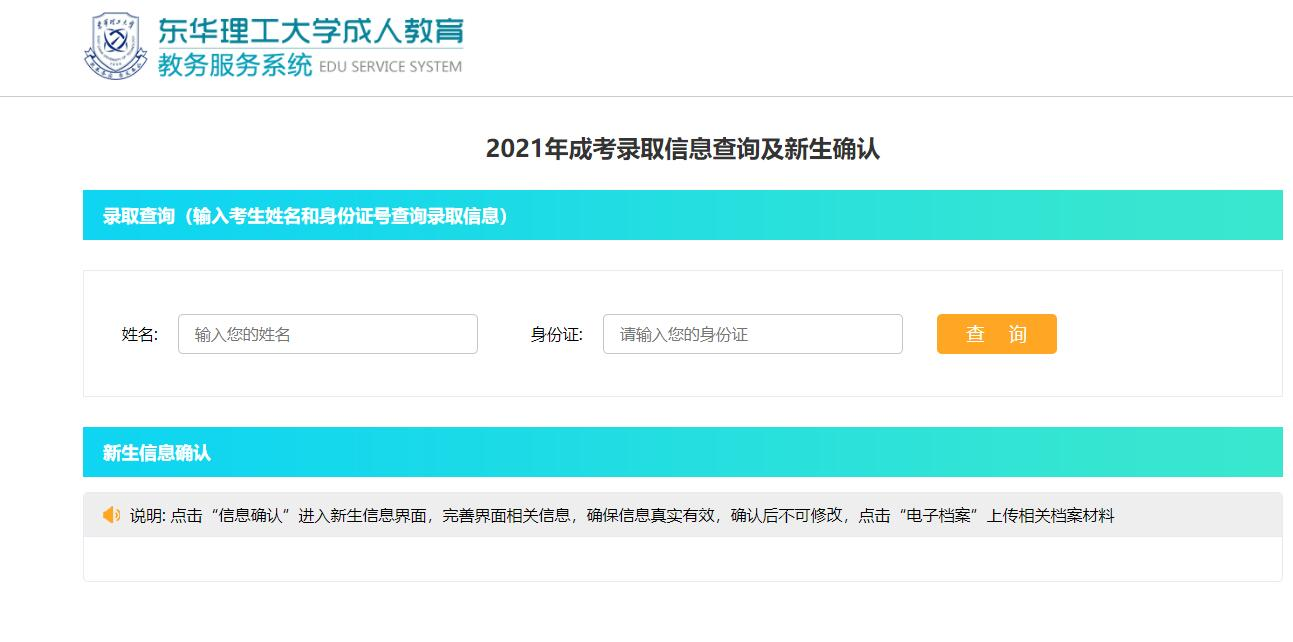 东华理工大学成人教育
教务服务系统 EDU SERVICE SYSTEM
2021年成考录取信息查询及新生确认
录取查询（输入考生姓名和身份证号查询录取信息）
姓名: 输入您的姓名 身份证: 请输入您的身份证 查 询
新生信息确认
说明: 点击“信息确认”进入新生信息界面，完善界面相关信息，确保信息真实有效，确认后不可修改，点击“电子档案”上传相关档案材料